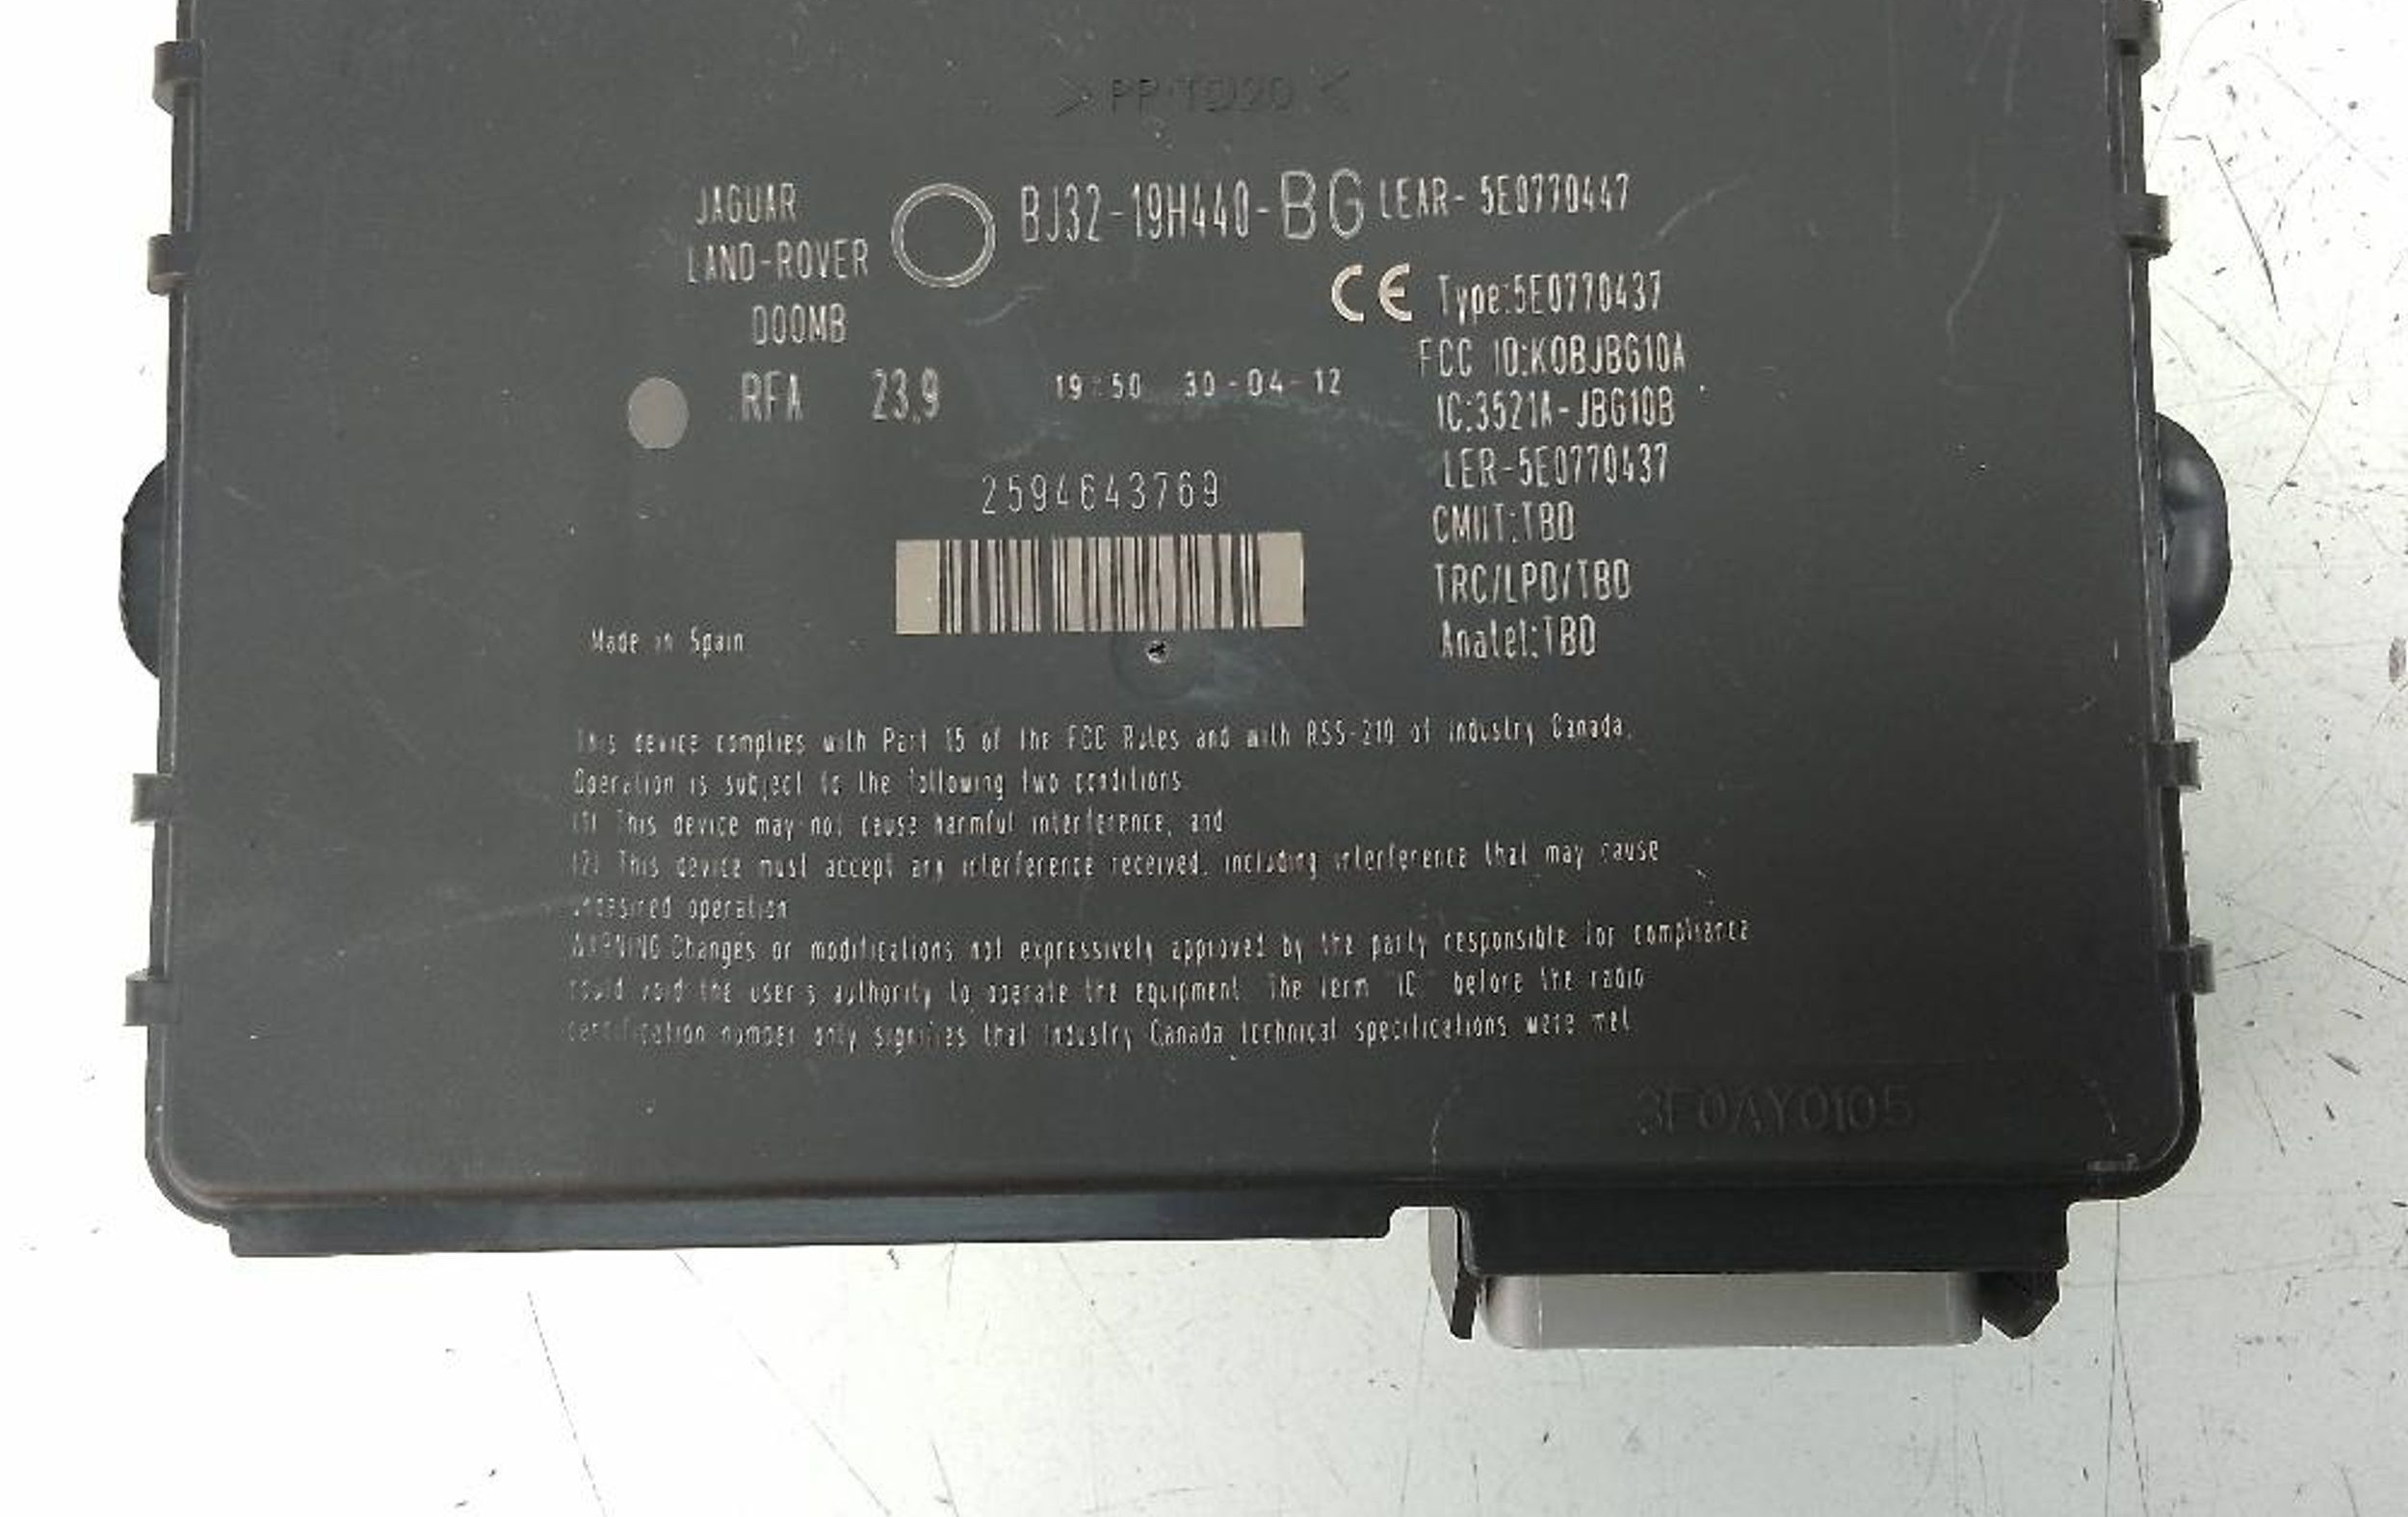 >PP-TD20<
JAGUAR
LAND-ROVER
D00MB
BJ32-19H440-BG LEAR- 5E0770447
CE Type:5E0770437
FCC ID:KOBJBG10A
IC:3521A-JBG10B
LER-5E0770437
CMIIT:TBD
TRC/LPD/TBD
Anatel:TBD
RFA 23.9
19:50 30-04-12
2594643769
Made in Spain
This device complies with Part 15 of the FCC Rules and with RSS-210 of Industry Canada.
Operation is subject to the following two conditions
(1) This device may not cause harmful interference, and
(2) This device must accept any interference received, including interference that may cause
undesired operation
WARNING Changes or modifications not expressively approved by the party responsible for compliance
could void the user's authority to operate the equipment. The term "IC" before the radio
certification number only signifies that Industry Canada technical specifications were met
3F0AY0105